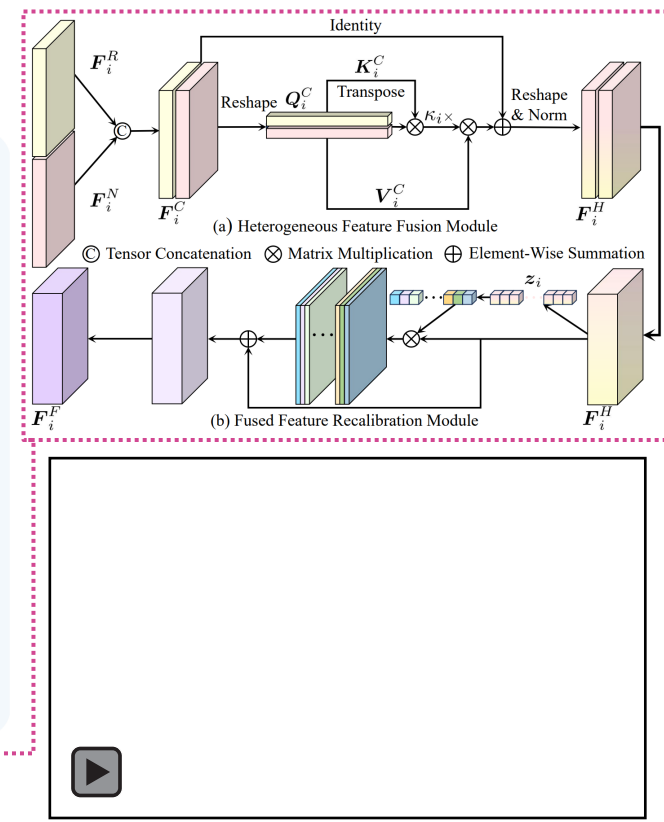 Identity
F_i^R
K_i^C
Reshape Q_i^C Transpose κ_i× Reshape
& Norm
©
F_i^N
V_i^C
F_i^C
F_i^H
(a) Heterogeneous Feature Fusion Module
© Tensor Concatenation ⊗ Matrix Multiplication ⊕ Element-Wise Summation
z_i
...
...
F_i^F
F_i^H
(b) Fused Feature Recalibration Module